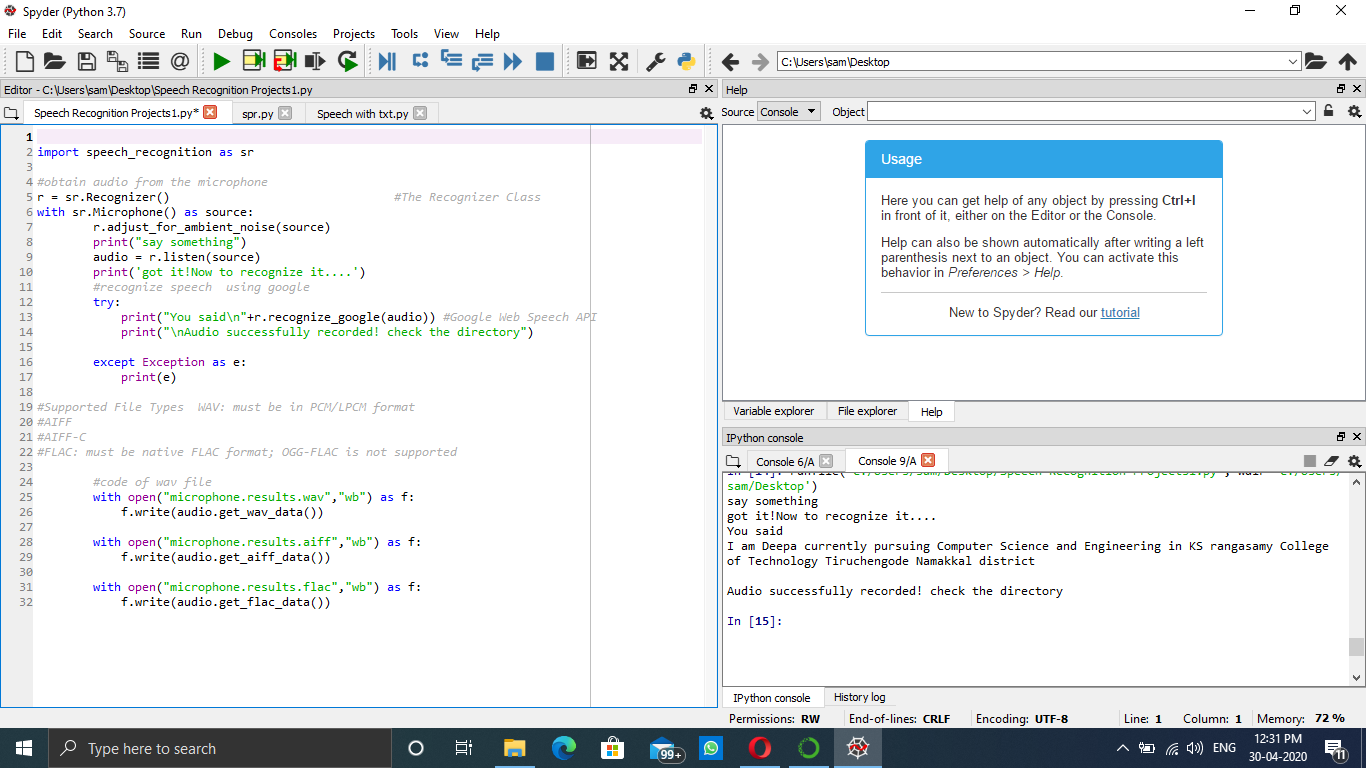 Spyder (Python 3.7)
File Edit Search Source Run Debug Consoles Projects Tools View Help
C:\Users\sam\Desktop
Editor - C:\Users\sam\Desktop\Speech Recognition Projects1.py
Help
Speech Recognition Projects1.py* spr.py Speech with txt.py
Source Console Object
1
2 import speech_recognition as sr
3
4 #obtain audio from the microphone
5 r = sr.Recognizer() #The Recognizer Class
6 with sr.Microphone() as source:
7 r.adjust_for_ambient_noise(source)
8 print("say something")
9 audio = r.listen(source)
10 print('got it!Now to recognize it....')
11 #recognize speech  using google
12 try:
13 print("You said\n"+r.recognize_google(audio)) #Google Web Speech API
14 print("\nAudio successfully recorded! check the directory")
15
16 except Exception as e:
17 print(e)
18
19 #Supported File Types  WAV: must be in PCM/LPCM format
20 #AIFF
21 #AIFF-C
22 #FLAC: must be native FLAC format; OGG-FLAC is not supported
23
24 #code of wav file
25 with open("microphone.results.wav","wb") as f:
26 f.write(audio.get_wav_data())
27
28 with open("microphone.results.aiff","wb") as f:
29 f.write(audio.get_aiff_data())
30
31 with open("microphone.results.flac","wb") as f:
32 f.write(audio.get_flac_data())
Usage
Here you can get help of any object by pressing Ctrl+I
in front of it, either on the Editor or the Console.
Help can also be shown automatically after writing a left
parenthesis next to an object. You can activate this
behavior in Preferences > Help.
New to Spyder? Read our tutorial
Variable explorer File explorer Help
IPython console
Console 6/A Console 9/A
sam/Desktop')
say something
got it!Now to recognize it....
You said
I am Deepa currently pursuing Computer Science and Engineering in KS rangasamy College
of Technology Tiruchengode Namakkal district
Audio successfully recorded! check the directory
In [15]:
IPython console History log
Permissions: RW End-of-lines: CRLF Encoding: UTF-8 Line: 1 Column: 1 Memory: 72 %
Type here to search
99+
ENG
12:31 PM
30-04-2020
11